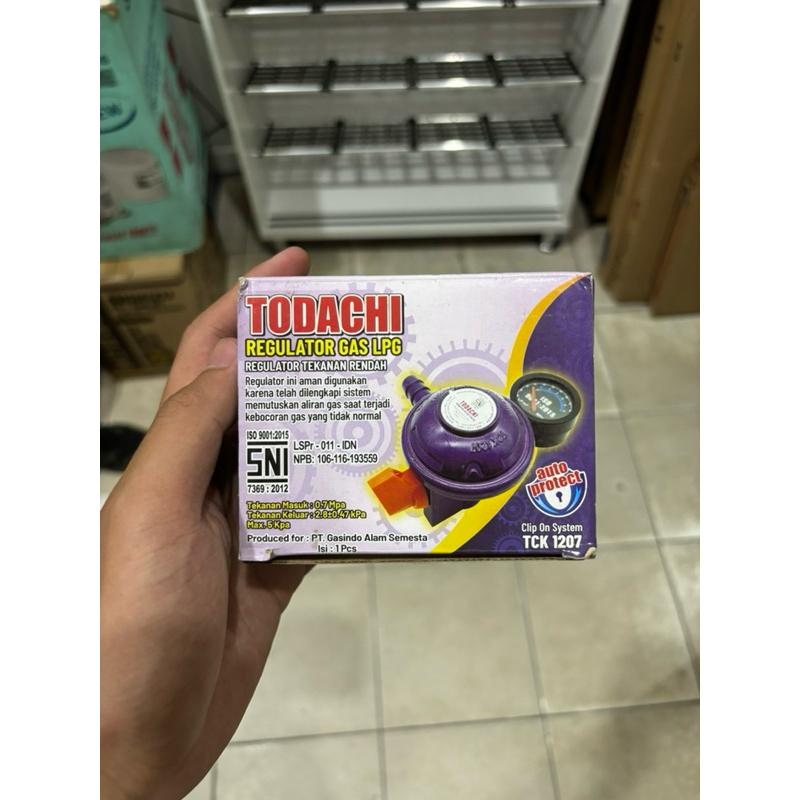 TODACHI
REGULATOR GAS LPG
REGULATOR TEKANAN RENDAH
Regulator ini aman digunakan
karena telah dilengkapi sistem
memutuskan aliran gas saat terjadi
kebocoran gas yang tidak normal
ISO 9001:2015
SNI
7369 : 2012
LSPr - 011 - IDN
NPB: 106-116-193559
Tekanan Masuk : 0.7 Mpa
Tekanan Keluar : 2.8±0.47 kPa
Max. 5 Kpa
Produced for : PT. Gasindo Alam Semesta
Isi : 1 Pcs
TODACHI
auto
protect
Clip On System
TCK 1207